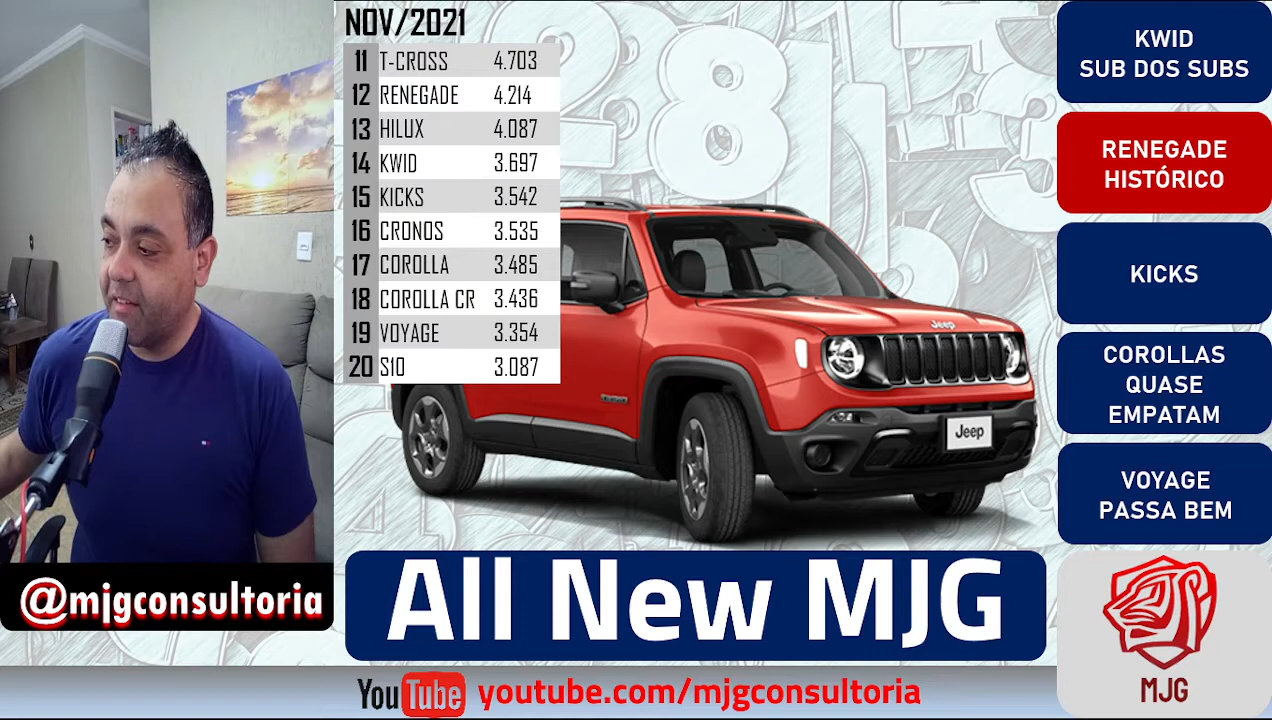 NOV/2021
11 T-CROSS 4.703
12 RENEGADE 4.214
13 HILUX 4.087
14 KWID 3.697
15 KICKS 3.542
16 CRONOS 3.535
17 COROLLA 3.485
18 COROLLA CR 3.436
19 VOYAGE 3.354
20 S10 3.087
KWID
SUB DOS SUBS
RENEGADE
HISTÓRICO
KICKS
COROLLAS
QUASE
EMPATAM
VOYAGE
PASSA BEM
Jeep
Jeep
@mjgconsultoria
All New MJG
MJG
YouTube youtube.com/mjgconsultoria